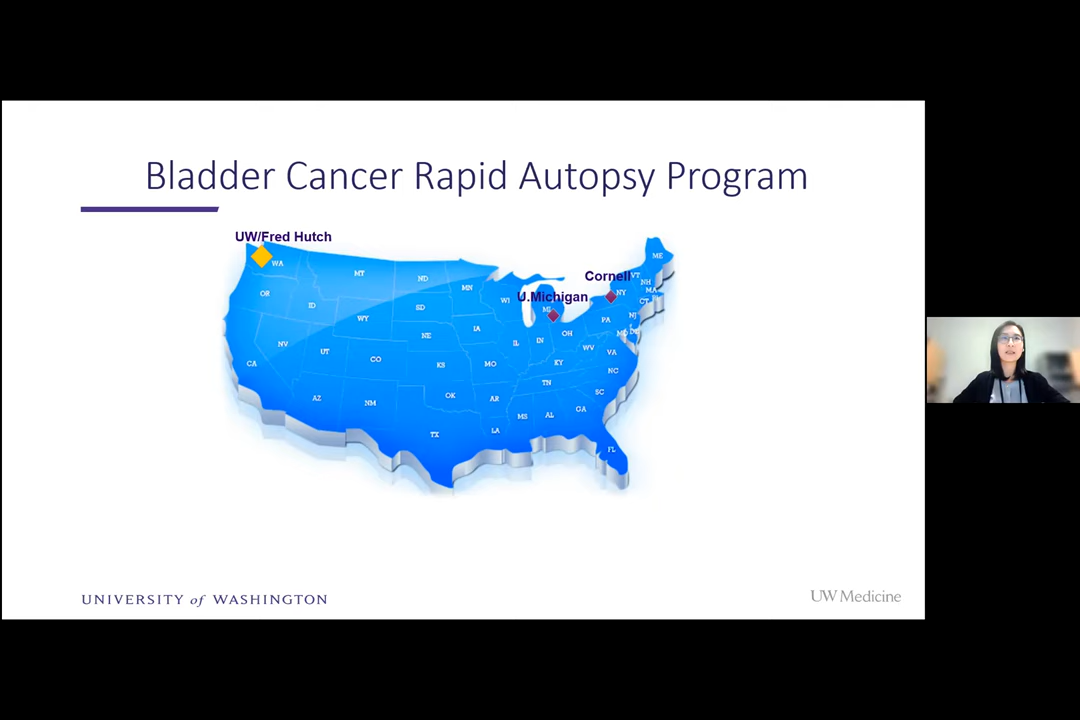 Bladder Cancer Rapid Autopsy Program
UW/Fred Hutch
Cornell
U.Michigan
WA
OR
CA
NV
ID
MT
WY
UT
AZ
CO
NM
ND
SD
NE
KS
OK
TX
MN
IA
MO
AR
LA
WI
IL
IN
MI
OH
KY
TN
MS
AL
GA
FL
SC
NC
VA
WV
PA
NY
NJ
CT
MA
NH
VT
ME
UNIVERSITY of WASHINGTON
UW Medicine